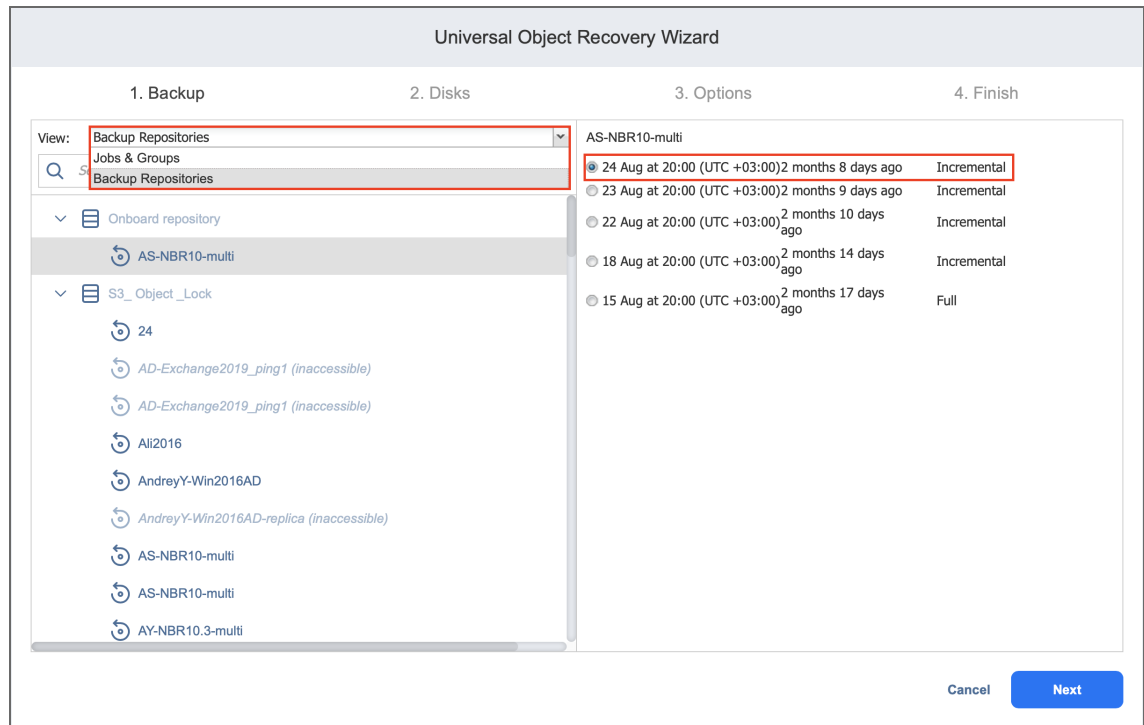 Universal Object Recovery Wizard
1. Backup
2. Disks
3. Options
4. Finish
View:
Backup Repositories
Jobs & Groups
Backup Repositories
Onboard repository
AS-NBR10-multi
S3_ Object _Lock
24
AD-Exchange2019_ping1 (inaccessible)
AD-Exchange2019_ping1 (inaccessible)
Ali2016
AndreyY-Win2016AD
AndreyY-Win2016AD-replica (inaccessible)
AS-NBR10-multi
AS-NBR10-multi
AY-NBR10.3-multi
AS-NBR10-multi
24 Aug at 20:00 (UTC +03:00)2 months 8 days ago Incremental
23 Aug at 20:00 (UTC +03:00)2 months 9 days ago Incremental
22 Aug at 20:00 (UTC +03:00) 2 months 10 days
ago
Incremental
18 Aug at 20:00 (UTC +03:00) 2 months 14 days
ago
Incremental
15 Aug at 20:00 (UTC +03:00) 2 months 17 days
ago
Full
Cancel
Next